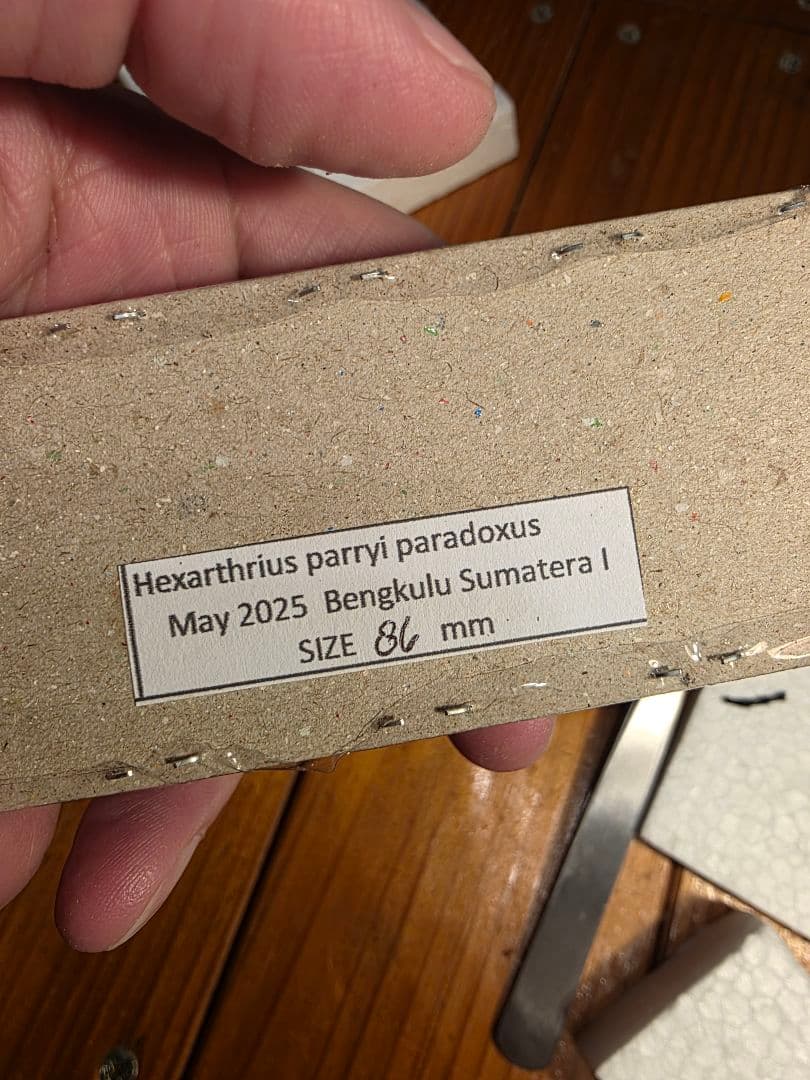 Hexarthrius parryi paradoxus
May 2025 Bengkulu Sumatera I
SIZE 86 mm